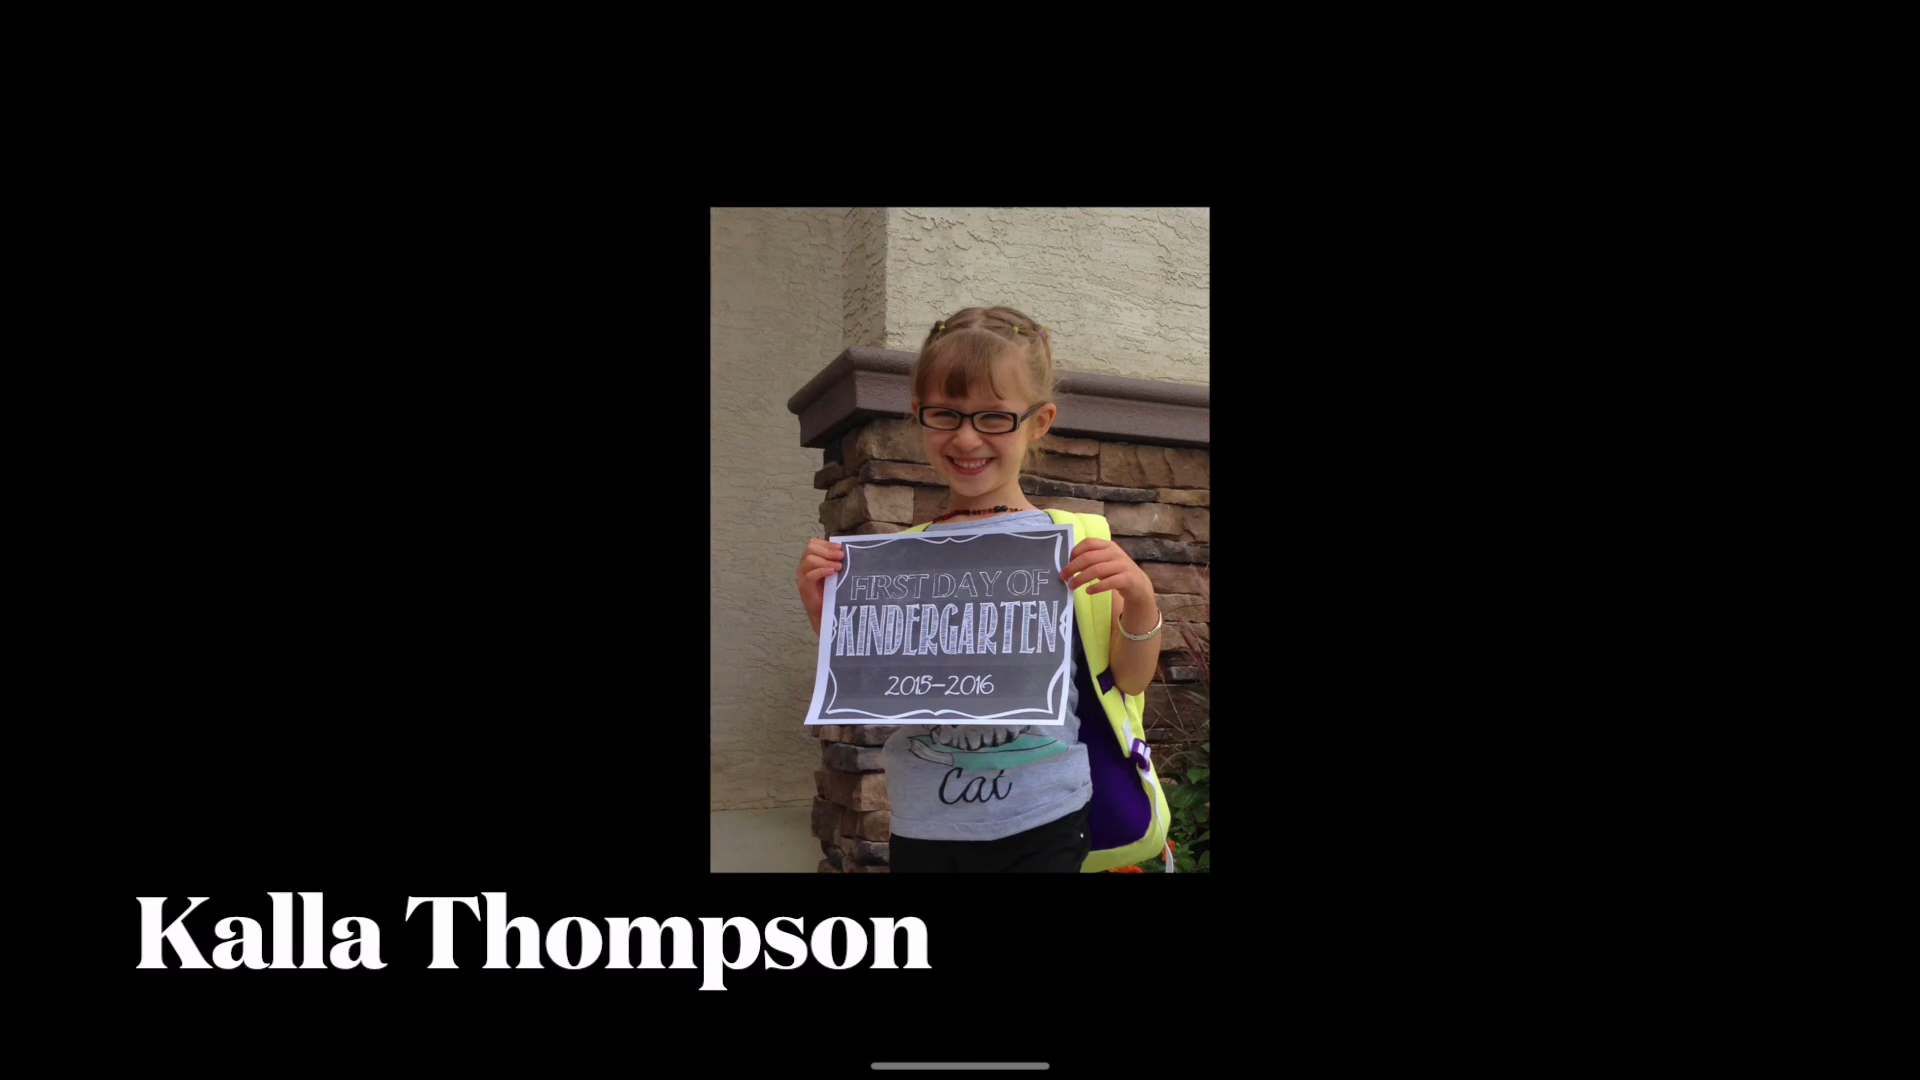 FIRST DAY OF
KINDERGARTEN
2015-2016
Cat
Kalla Thompson